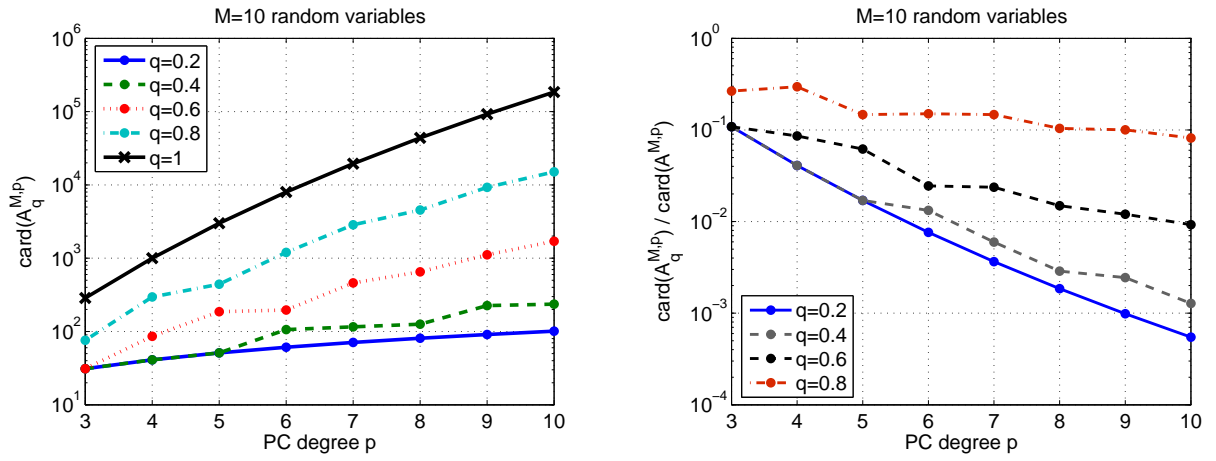 M=10 random variables
10^6
10^5
10^4
10^3
10^2
10^1
card(A_q^{M,p})
q=0.2
q=0.4
q=0.6
q=0.8
q=1
3 4 5 6 7 8 9 10
PC degree p
M=10 random variables
10^0
10^{-1}
10^{-2}
10^{-3}
10^{-4}
card(A_q^{M,p}) / card(A^{M,p})
q=0.2
q=0.4
q=0.6
q=0.8
3 4 5 6 7 8 9 10
PC degree p